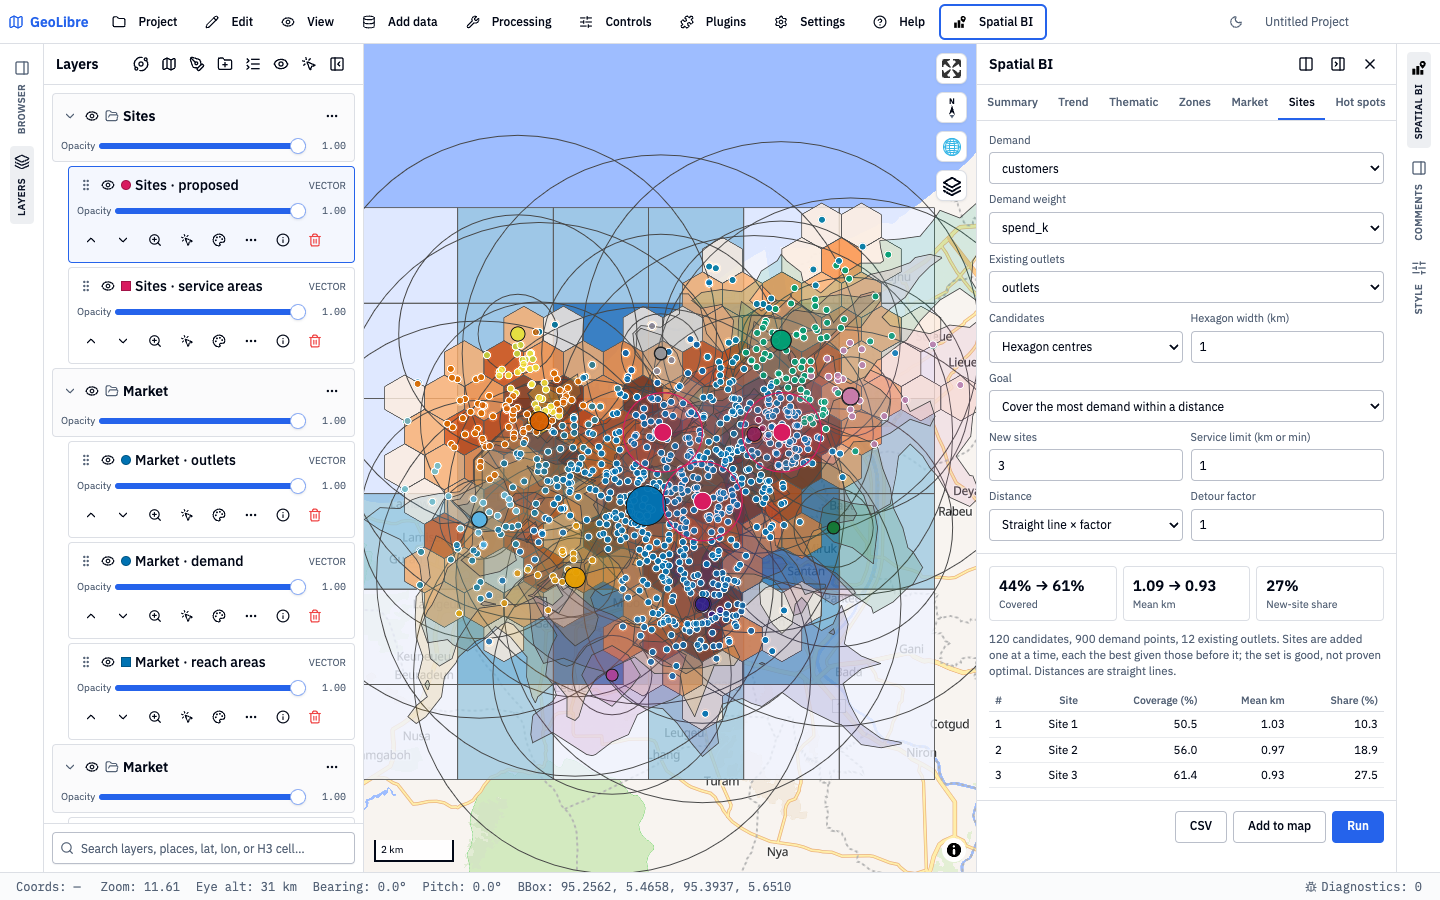 GeoLibre
Project
Edit
View
Add data
Processing
Controls
Plugins
Settings
Help
Spatial BI
Untitled Project
BROWSER
LAYERS
Layers
Sites
Opacity
1.00
Sites · proposed
VECTOR
Opacity
1.00
Sites · service areas
VECTOR
Opacity
1.00
Market
Opacity
1.00
Market · outlets
VECTOR
Opacity
1.00
Market · demand
VECTOR
Opacity
1.00
Market · reach areas
VECTOR
Opacity
1.00
Market
Opacity
1.00
Search layers, places, lat, lon, or H3 cell...
N
ue
Lieue
Deya
Rabeu
Santan
Gani
Keuneueu
Beuradeun
Nusa
Leugeu
Cotgud
Niron
Turam
Nya
2 km
Spatial BI
Summary
Trend
Thematic
Zones
Market
Sites
Hot spots
Demand
customers
Demand weight
spend_k
Existing outlets
outlets
Candidates
Hexagon width (km)
Hexagon centres
1
Goal
Cover the most demand within a distance
New sites
Service limit (km or min)
3
1
Distance
Detour factor
Straight line × factor
1
44% → 61%
Covered
1.09 → 0.93
Mean km
27%
New-site share
120 candidates, 900 demand points, 12 existing outlets. Sites are added
one at a time, each the best given those before it; the set is good, not proven
optimal. Distances are straight lines.
# Site Coverage (%) Mean km Share (%)
1 Site 1 50.5 1.03 10.3
2 Site 2 56.0 0.97 18.9
3 Site 3 61.4 0.93 27.5
CSV
Add to map
Run
SPATIAL BI
COMMENTS
STYLE
Coords: —
Zoom: 11.61
Eye alt: 31 km
Bearing: 0.0°
Pitch: 0.0°
BBox: 95.2562, 5.4658, 95.3937, 5.6510
Diagnostics: 0